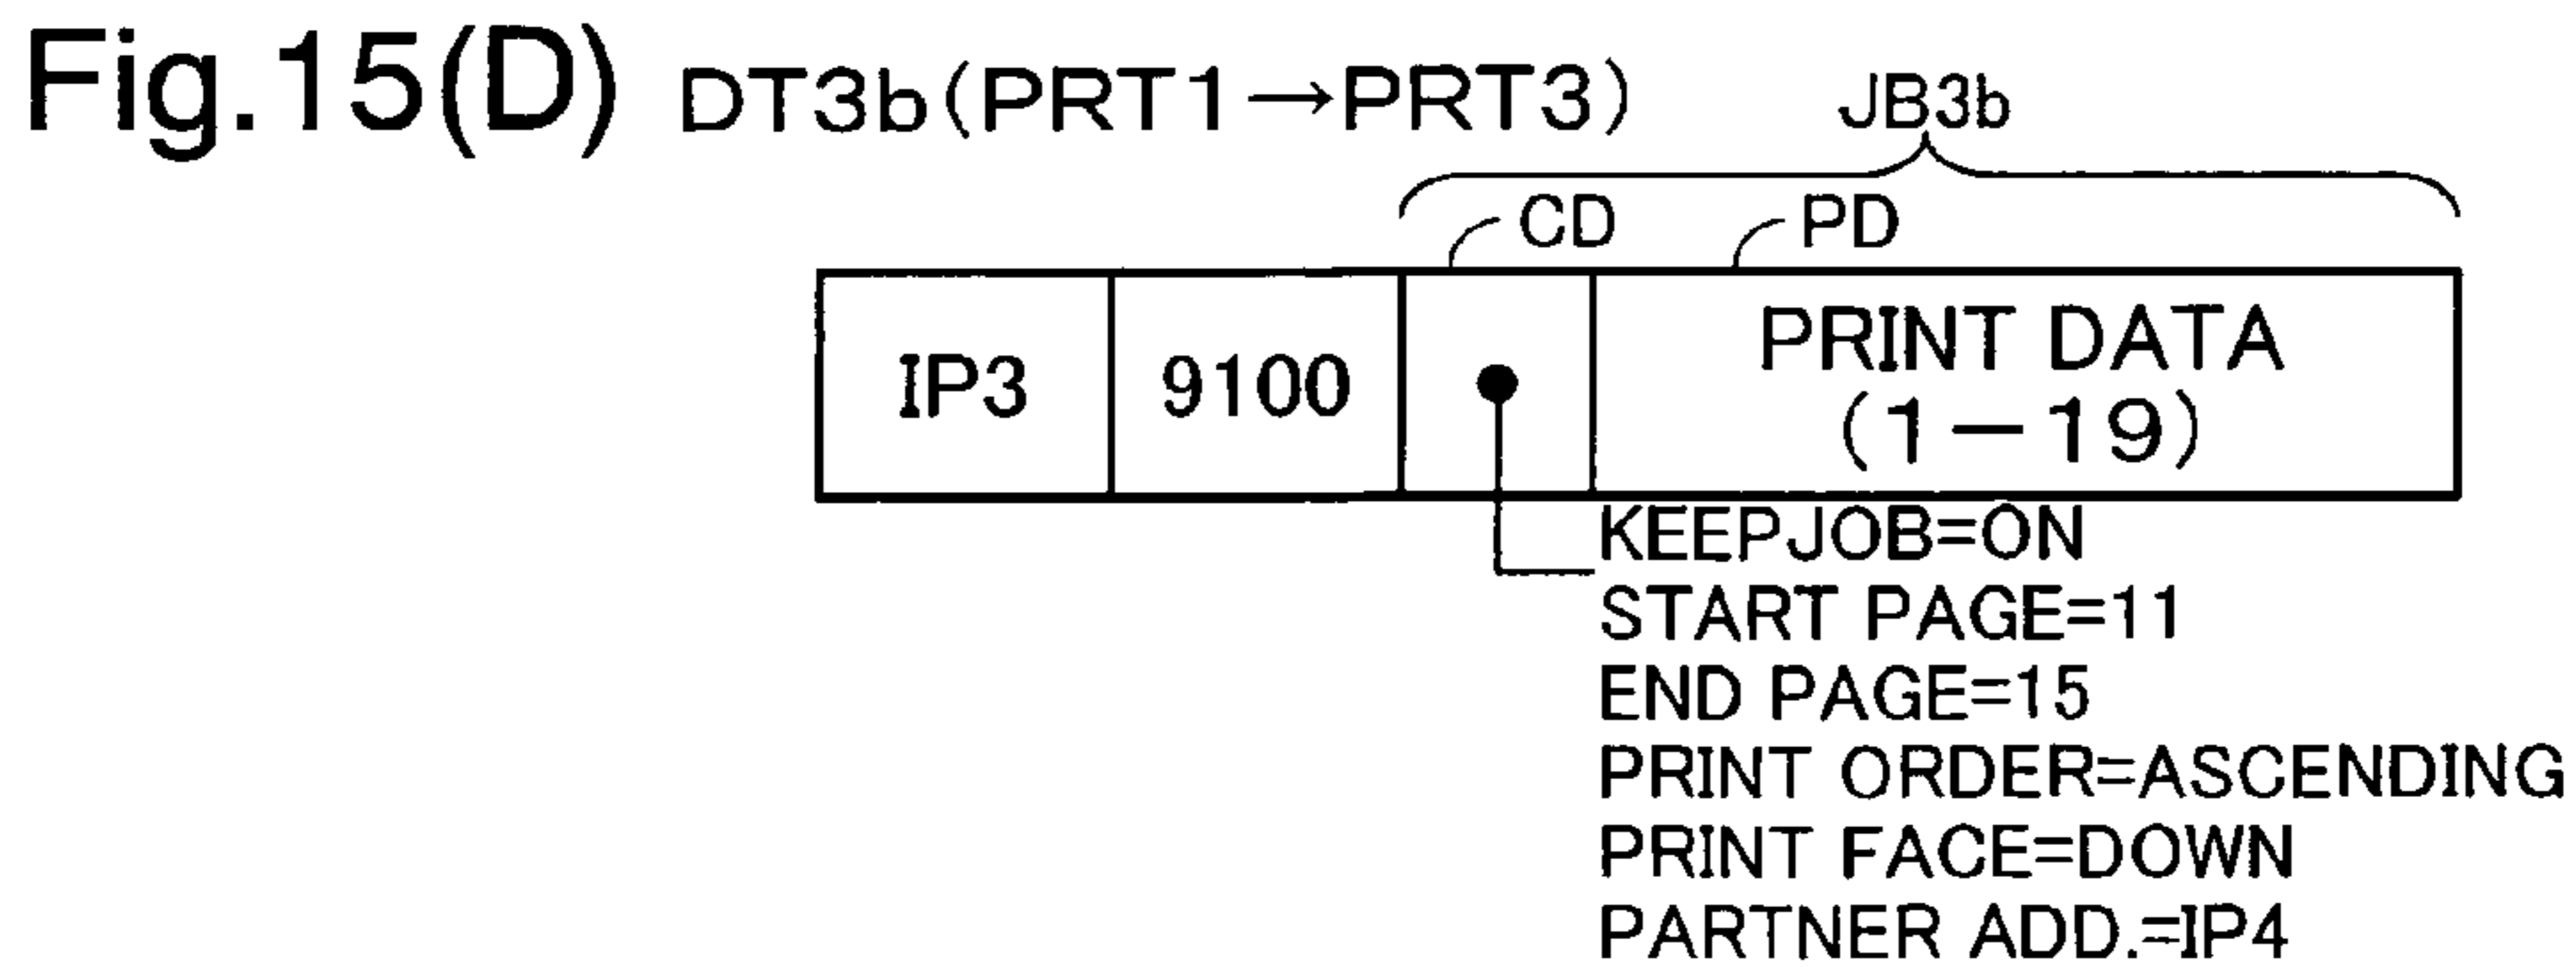 Fig.15(D) DT3b(PRT1→PRT3)
JB3b
CD PD
IP3 9100 PRINT DATA
(1-19)
KEEPJOB=ON
START PAGE=11
END PAGE=15
PRINT ORDER=ASCENDING
PRINT FACE=DOWN
PARTNER ADD.=IP4